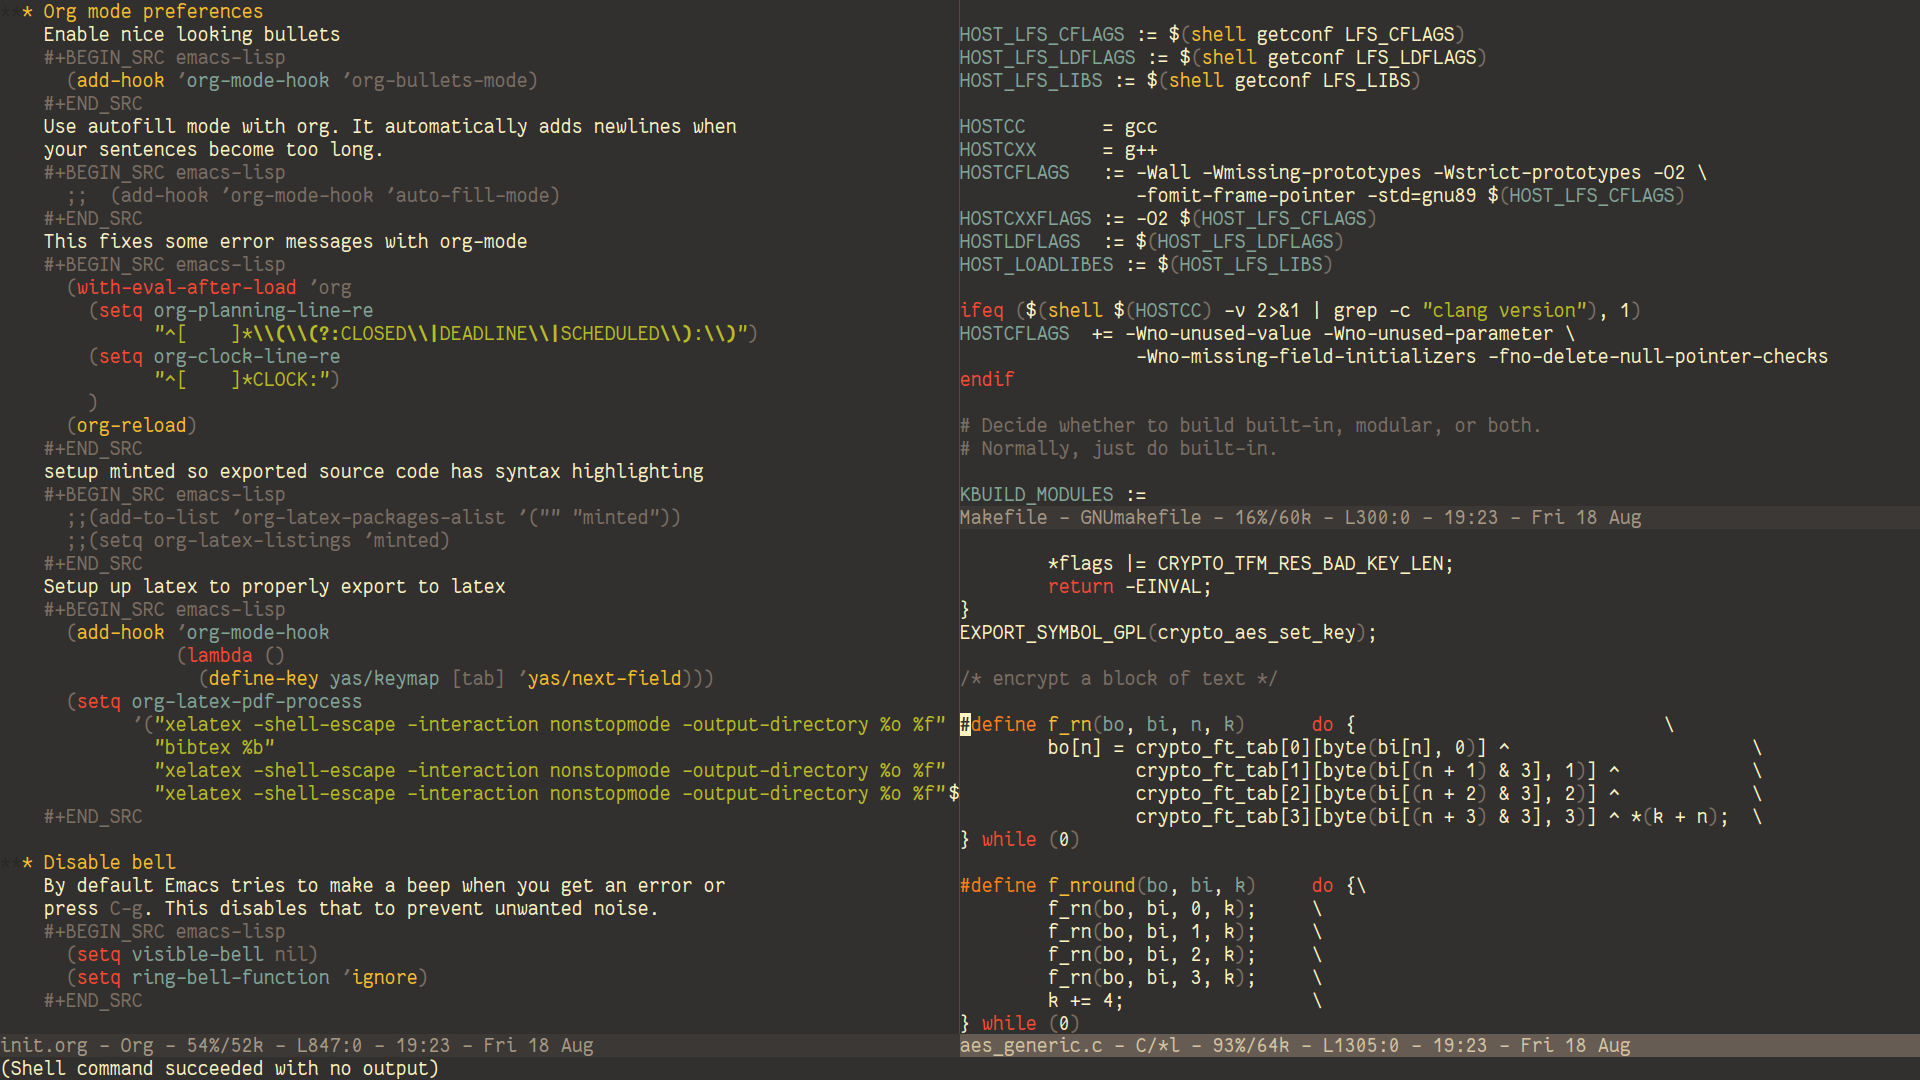 *** Org mode preferences
    Enable nice looking bullets
    #+BEGIN_SRC emacs-lisp
      (add-hook 'org-mode-hook 'org-bullets-mode)
    #+END_SRC
    Use autofill mode with org. It automatically adds newlines when
    your sentences become too long.
    #+BEGIN_SRC emacs-lisp
      ;;  (add-hook 'org-mode-hook 'auto-fill-mode)
    #+END_SRC
    This fixes some error messages with org-mode
    #+BEGIN_SRC emacs-lisp
      (with-eval-after-load 'org
        (setq org-planning-line-re
              "^[    ]*\\(\\(?:CLOSED\\|DEADLINE\\|SCHEDULED\\):\\)")
        (setq org-clock-line-re
              "^[    ]*CLOCK:")
        )
      (org-reload)
    #+END_SRC
    setup minted so exported source code has syntax highlighting
    #+BEGIN_SRC emacs-lisp
      ;;(add-to-list 'org-latex-packages-alist '("" "minted"))
      ;;(setq org-latex-listings 'minted)
    #+END_SRC
    Setup up latex to properly export to latex
    #+BEGIN_SRC emacs-lisp
      (add-hook 'org-mode-hook
                (lambda ()
                  (define-key yas/keymap [tab] 'yas/next-field)))
      (setq org-latex-pdf-process
            '("xelatex -shell-escape -interaction nonstopmode -output-directory %o %f"
              "bibtex %b"
              "xelatex -shell-escape -interaction nonstopmode -output-directory %o %f"
              "xelatex -shell-escape -interaction nonstopmode -output-directory %o %f"$
    #+END_SRC

*** Disable bell
    By default Emacs tries to make a beep when you get an error or
    press C-g. This disables that to prevent unwanted noise.
    #+BEGIN_SRC emacs-lisp
      (setq visible-bell nil)
      (setq ring-bell-function 'ignore)
    #+END_SRC

init.org - Org - 54%/52k - L847:0 - 19:23 - Fri 18 Aug
(Shell command succeeded with no output)

HOST_LFS_CFLAGS := $(shell getconf LFS_CFLAGS)
HOST_LFS_LDFLAGS := $(shell getconf LFS_LDFLAGS)
HOST_LFS_LIBS := $(shell getconf LFS_LIBS)

HOSTCC       = gcc
HOSTCXX      = g++
HOSTCFLAGS   := -Wall -Wmissing-prototypes -Wstrict-prototypes -O2 \
                -fomit-frame-pointer -std=gnu89 $(HOST_LFS_CFLAGS)
HOSTCXXFLAGS := -O2 $(HOST_LFS_CFLAGS)
HOSTLDFLAGS  := $(HOST_LFS_LDFLAGS)
HOST_LOADLIBES := $(HOST_LFS_LIBS)

ifeq ($(shell $(HOSTCC) -v 2>&1 | grep -c "clang version"), 1)
HOSTCFLAGS  += -Wno-unused-value -Wno-unused-parameter \
                -Wno-missing-field-initializers -fno-delete-null-pointer-checks
endif

# Decide whether to build built-in, modular, or both.
# Normally, just do built-in.

KBUILD_MODULES :=
Makefile - GNUmakefile - 16%/60k - L300:0 - 19:23 - Fri 18 Aug

        *flags |= CRYPTO_TFM_RES_BAD_KEY_LEN;
        return -EINVAL;
}
EXPORT_SYMBOL_GPL(crypto_aes_set_key);

/* encrypt a block of text */

#define f_rn(bo, bi, n, k)      do {                            \
        bo[n] = crypto_ft_tab[0][byte(bi[n], 0)] ^                      \
                crypto_ft_tab[1][byte(bi[(n + 1) & 3], 1)] ^            \
                crypto_ft_tab[2][byte(bi[(n + 2) & 3], 2)] ^            \
                crypto_ft_tab[3][byte(bi[(n + 3) & 3], 3)] ^ *(k + n);  \
} while (0)

#define f_nround(bo, bi, k)     do {\
        f_rn(bo, bi, 0, k);     \
        f_rn(bo, bi, 1, k);     \
        f_rn(bo, bi, 2, k);     \
        f_rn(bo, bi, 3, k);     \
        k += 4;                 \
} while (0)
aes_generic.c - C/*l - 93%/64k - L1305:0 - 19:23 - Fri 18 Aug